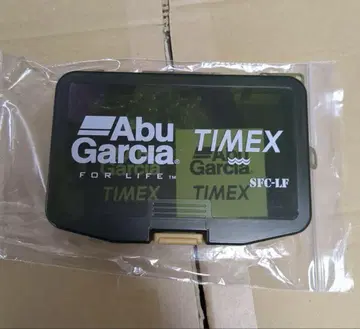 Abu
Garcia®
FOR LIFE™
TIMEX
SFC-LF
Abu
Garcia
TIMEX
TIMEX